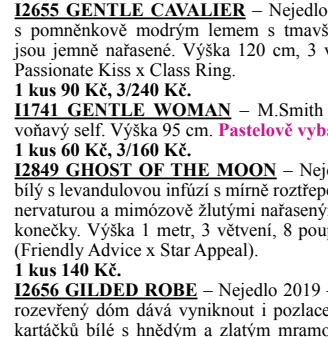 I2655 GENTLE CAVALIER – Nejedlo
s pomněnkově modrým lemem s tmavš
jsou jemně nařasené. Výška 120 cm, 3 v
Passionate Kiss x Class Ring.
1 kus 90 Kč, 3/240 Kč.
I1741 GENTLE WOMAN – M.Smith
voňavý self. Výška 95 cm. Pastelově vyba
1 kus 60 Kč, 3/160 Kč.
I2849 GHOST OF THE MOON – Neje
bílý s levandulovou infúzí s mírně roztřepe
nervaturou a mimózově žlutými nařaseným
konečky. Výška 1 metr, 3 větvení, 8 poup
(Friendly Advice x Star Appeal).
1 kus 140 Kč.
I2656 GILDED ROBE – Nejedlo 2019 –
rozevřený dóm dává vyniknout i pozlace
kartáčků bílé s hnědým a zlatým mramo